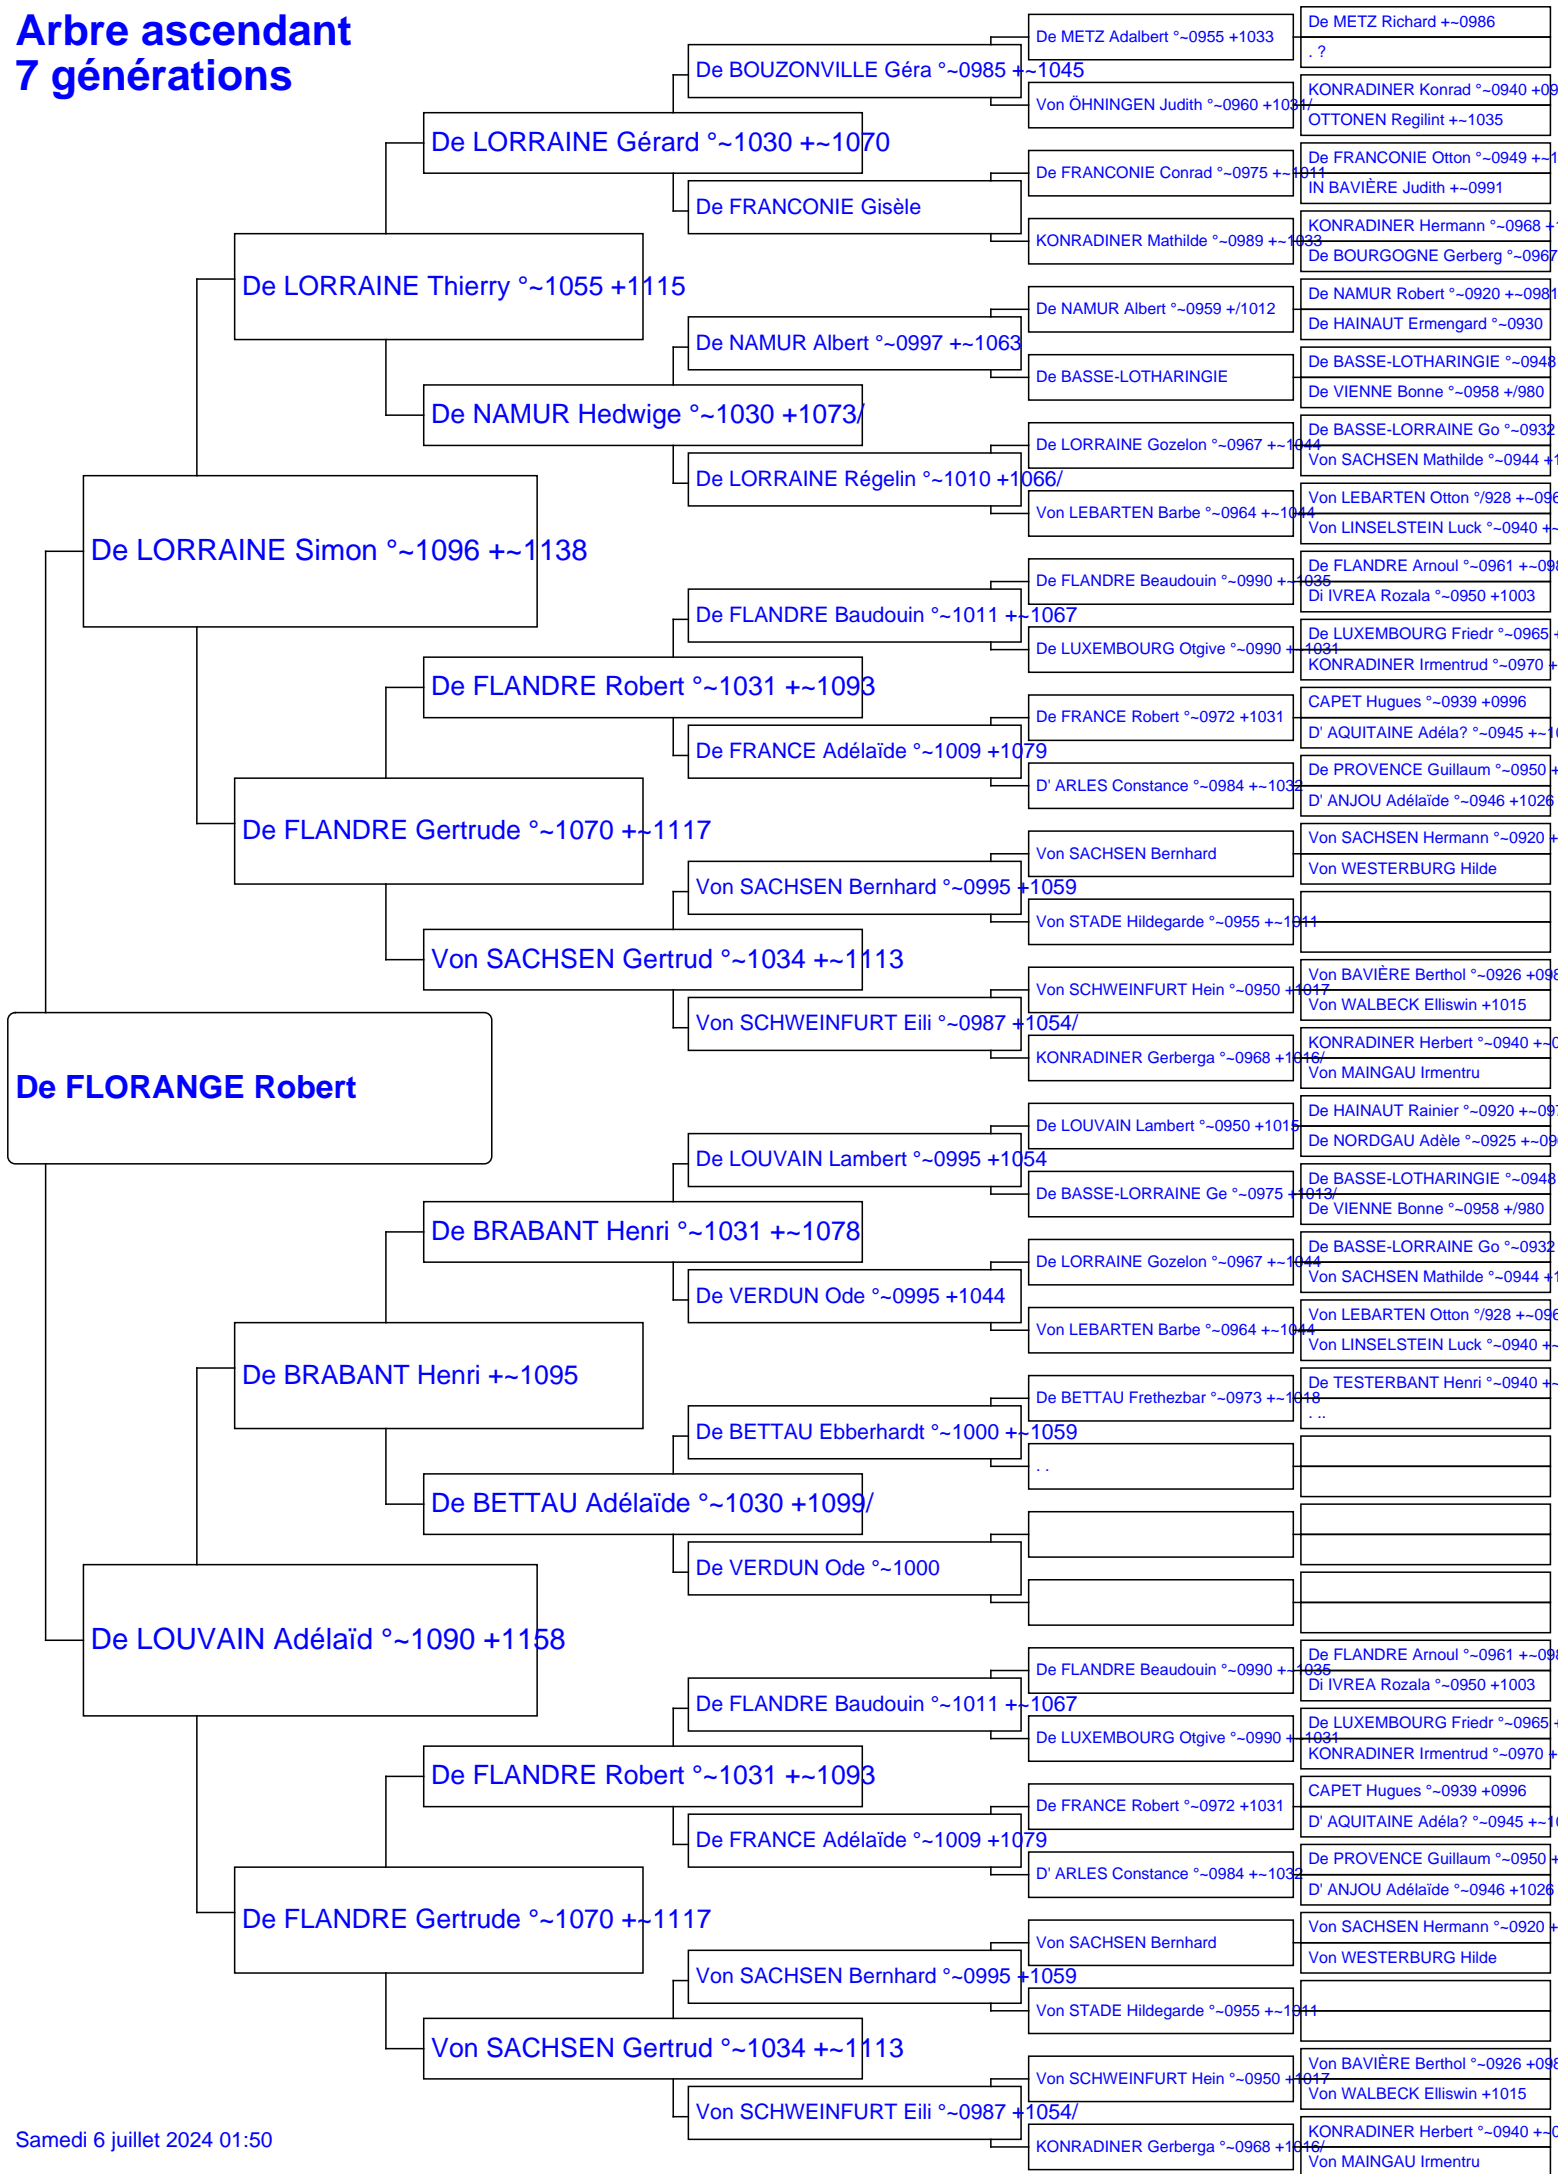 Arbre ascendant
7 générations
De FLORANGE Robert
De LORRAINE Simon °~1096 +~1138
De LOUVAIN Adélaïd °~1090 +1158
De LORRAINE Thierry °~1055 +1115
De FLANDRE Gertrude °~1070 +~1117
De BRABANT Henri +~1095
De FLANDRE Gertrude °~1070 +~1117
De LORRAINE Gérard °~1030 +~1070
De NAMUR Hedwige °~1030 +1073/
De FLANDRE Robert °~1031 +~1093
Von SACHSEN Gertrud °~1034 +~1113
De BRABANT Henri °~1031 +~1078
De BETTAU Adélaïde °~1030 +1099/
De FLANDRE Robert °~1031 +~1093
Von SACHSEN Gertrud °~1034 +~1113
De BOUZONVILLE Géra °~0985 +~1045
De FRANCONIE Gisèle
De NAMUR Albert °~0997 +~1063
De LORRAINE Régelin °~1010 +1066/
De FLANDRE Baudouin °~1011 +~1067
De FRANCE Adélaïde °~1009 +1079
Von SACHSEN Bernhard °~0995 +1059
Von SCHWEINFURT Eili °~0987 +1054/
De LOUVAIN Lambert °~0995 +1054
De VERDUN Ode °~0995 +1044
De BETTAU Ebberhardt °~1000 +~1059
De VERDUN Ode °~1000
De FLANDRE Baudouin °~1011 +~1067
De FRANCE Adélaïde °~1009 +1079
Von SACHSEN Bernhard °~0995 +1059
Von SCHWEINFURT Eili °~0987 +1054/
De METZ Adalbert °~0955 +1033
Von ÖHNINGEN Judith °~0960 +1031/
De FRANCONIE Conrad °~0975 +~1011
KONRADINER Mathilde °~0989 +~1033
De NAMUR Albert °~0959 +/1012
De BASSE-LOTHARINGIE
De LORRAINE Gozelon °~0967 +~1044
Von LEBARTEN Barbe °~0964 +~1044
De FLANDRE Beaudouin °~0990 +~1035
De LUXEMBOURG Otgive °~0990 +~1031
De FRANCE Robert °~0972 +1031
D' ARLES Constance °~0984 +~1032
Von SACHSEN Bernhard
Von STADE Hildegarde °~0955 +~1011
Von SCHWEINFURT Hein °~0950 +1017
KONRADINER Gerberga °~0968 +1016/
De LOUVAIN Lambert °~0950 +1015
De BASSE-LORRAINE Ge °~0975 +1013/
De LORRAINE Gozelon °~0967 +~1044
Von LEBARTEN Barbe °~0964 +~1044
De BETTAU Frethezbar °~0973 +~1018
. .
De FLANDRE Beaudouin °~0990 +~1035
De LUXEMBOURG Otgive °~0990 +~1031
De FRANCE Robert °~0972 +1031
D' ARLES Constance °~0984 +~1032
Von SACHSEN Bernhard
Von STADE Hildegarde °~0955 +~1011
Von SCHWEINFURT Hein °~0950 +1017
KONRADINER Gerberga °~0968 +1016/
De METZ Richard +~0986
. ?
KONRADINER Konrad °~0940 +09
OTTONEN Regilint +~1035
De FRANCONIE Otton °~0949 +~1
IN BAVIÈRE Judith +~0991
KONRADINER Hermann °~0968 +1
De BOURGOGNE Gerberg °~0967
De NAMUR Robert °~0920 +~0981
De HAINAUT Ermengard °~0930
De BASSE-LOTHARINGIE °~0948
De VIENNE Bonne °~0958 +/980
De BASSE-LORRAINE Go °~0932
Von SACHSEN Mathilde °~0944 +1
Von LEBARTEN Otton °/928 +~096
Von LINSELSTEIN Luck °~0940 +~
De FLANDRE Arnoul °~0961 +~098
Di IVREA Rozala °~0950 +1003
De LUXEMBOURG Friedr °~0965 +
KONRADINER Irmentrud °~0970 +
CAPET Hugues °~0939 +0996
D' AQUITAINE Adéla? °~0945 +~10
De PROVENCE Guillaum °~0950 +
D' ANJOU Adélaïde °~0946 +1026
Von SACHSEN Hermann °~0920 +
Von WESTERBURG Hilde
Von BAVIÈRE Berthol °~0926 +098
Von WALBECK Elliswin +1015
KONRADINER Herbert °~0940 +~0
Von MAINGAU Irmentru
De HAINAUT Rainier °~0920 +~097
De NORDGAU Adèle °~0925 +~09
De BASSE-LOTHARINGIE °~0948
De VIENNE Bonne °~0958 +/980
De BASSE-LORRAINE Go °~0932
Von SACHSEN Mathilde °~0944 +1
Von LEBARTEN Otton °/928 +~096
Von LINSELSTEIN Luck °~0940 +~
De TESTERBANT Henri °~0940 +~
. ..
De FLANDRE Arnoul °~0961 +~098
Di IVREA Rozala °~0950 +1003
De LUXEMBOURG Friedr °~0965 +
KONRADINER Irmentrud °~0970 +
CAPET Hugues °~0939 +0996
D' AQUITAINE Adéla? °~0945 +~10
De PROVENCE Guillaum °~0950 +
D' ANJOU Adélaïde °~0946 +1026
Von SACHSEN Hermann °~0920 +
Von WESTERBURG Hilde
Von BAVIÈRE Berthol °~0926 +098
Von WALBECK Elliswin +1015
KONRADINER Herbert °~0940 +~0
Von MAINGAU Irmentru
Samedi 6 juillet 2024 01:50